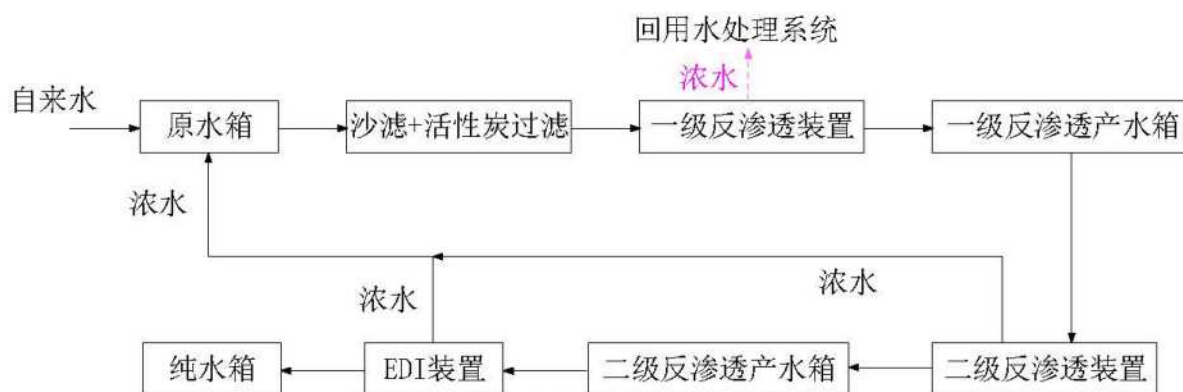 回用水处理系统
浓水
自来水
原水箱
沙滤+活性炭过滤
一级反渗透装置
一级反渗透产水箱
浓水
浓水
浓水
纯水箱
EDI装置
二级反渗透产水箱
二级反渗透装置